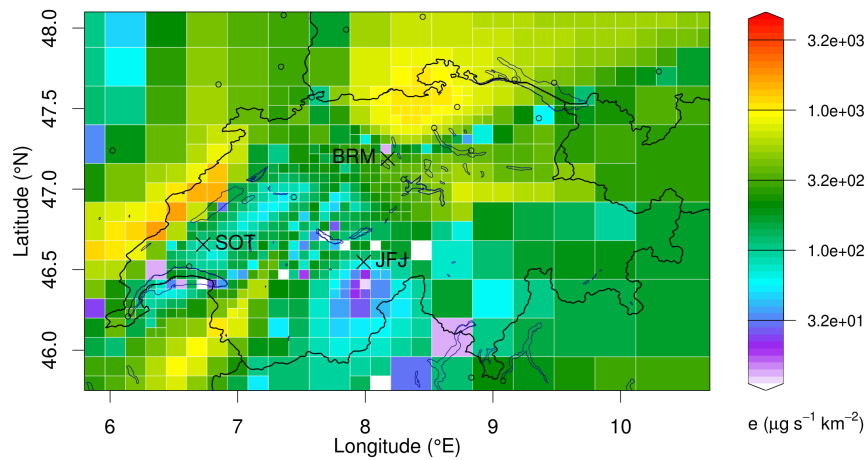 48.0
47.5
47.0
46.5
46.0
Latitude (°N)
BRM
SOT
JFJ
6
7
8
9
10
Longitude (°E)
3.2e+03
1.0e+03
3.2e+02
1.0e+02
3.2e+01
e (μg s⁻¹ km⁻²)